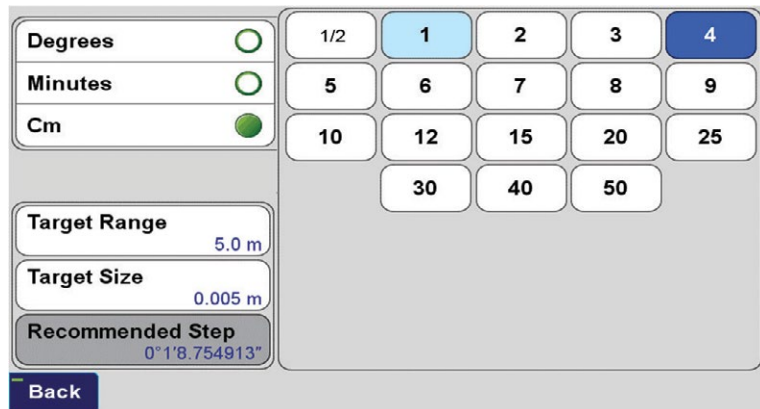 Degrees
Minutes
Cm
Target Range
5.0 m
Target Size
0.005 m
Recommended Step
0°1'8.754913"
Back
1/2 1 2 3 4
5 6 7 8 9
10 12 15 20 25
30 40 50